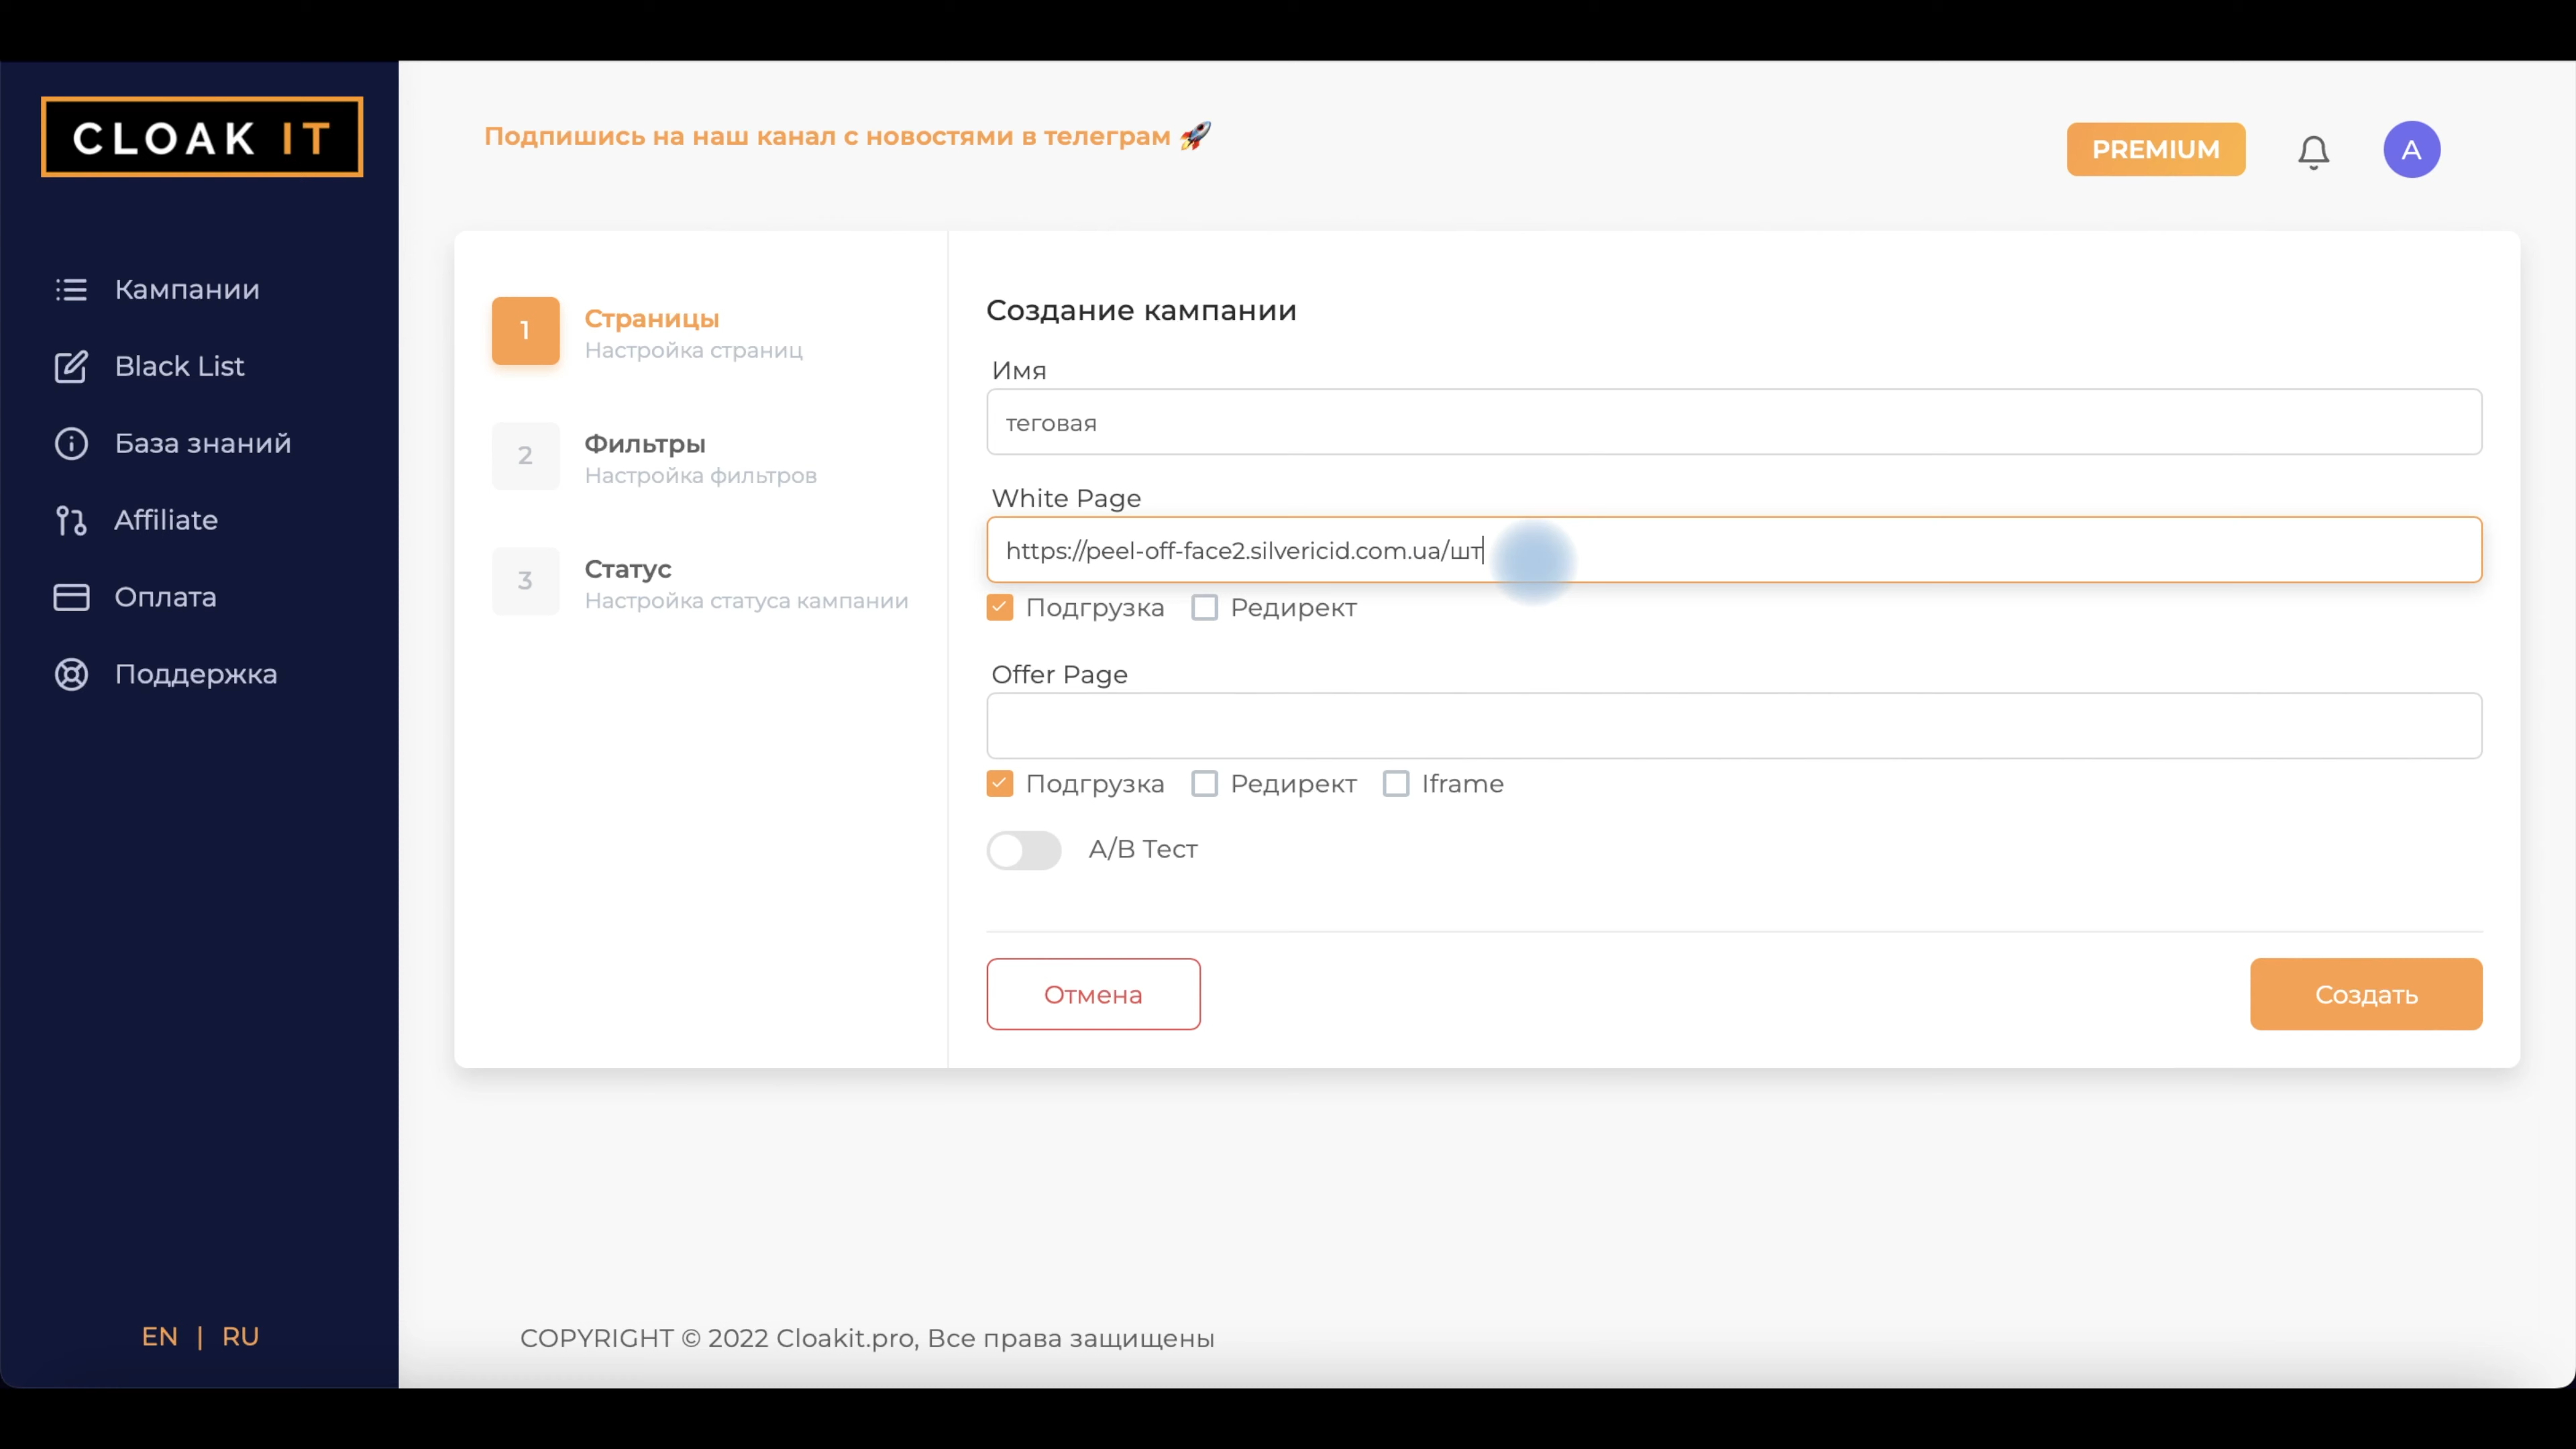 CLOAK IT
Подпишись на наш канал с новостями в телеграм 🚀
PREMIUM
A
Кампании
Black List
База знаний
Affiliate
Оплата
Поддержка
EN | RU
1
Страницы
Настройка страниц
2
Фильтры
Настройка фильтров
3
Статус
Настройка статуса кампании
Создание кампании
Имя
теговая
White Page
https://peel-off-face2.silvericid.com.ua/шт
Подгрузка Редирект
Offer Page
Подгрузка Редирект Iframe
A/B Тест
Отмена
Создать
COPYRIGHT © 2022 Cloakit.pro, Все права защищены